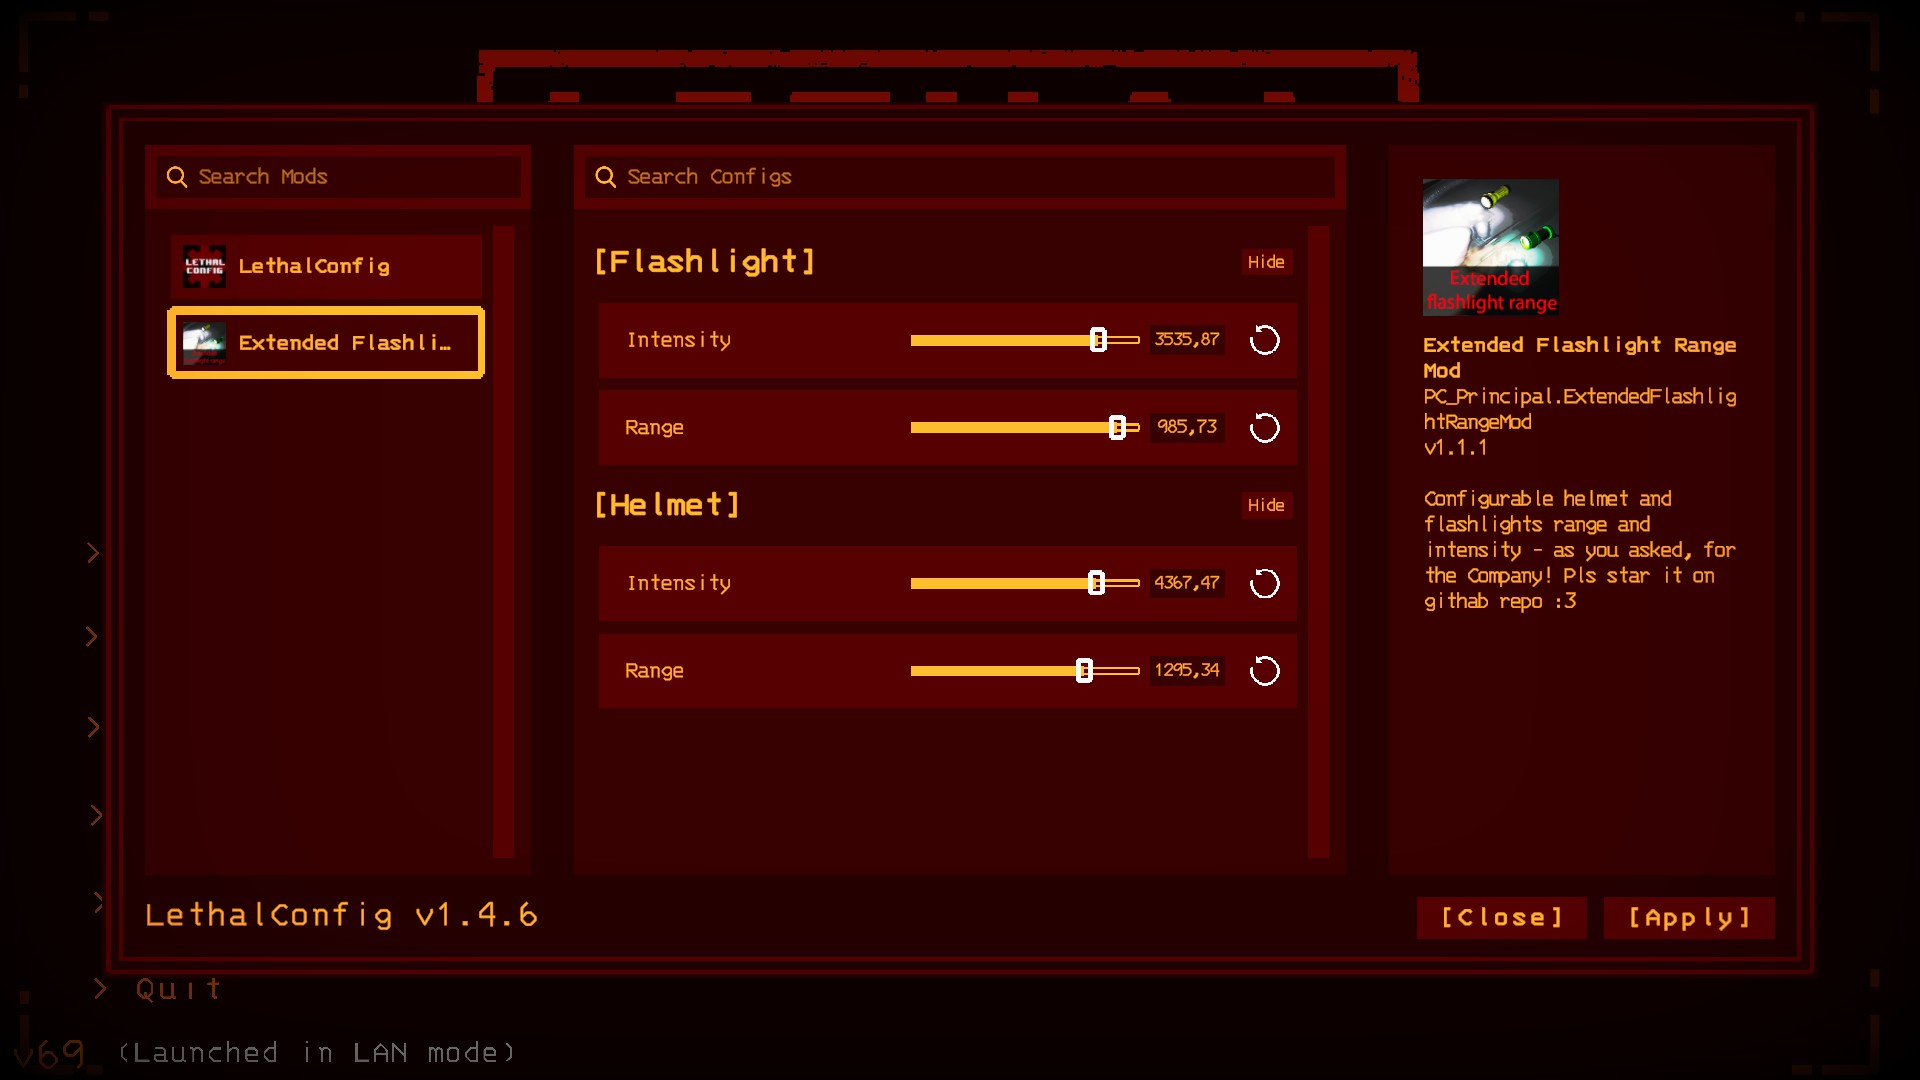 Search Mods
LETHAL
CONFIG
LethalConfig
Extended Flashli…
Search Configs
[Flashlight]
Hide
Intensity
3535,87
Range
985,73
[Helmet]
Hide
Intensity
4367,47
Range
1295,34
Extended
flashlight range
Extended Flashlight Range
Mod
PC_Principal.ExtendedFlashlig
htRangeMod
v1.1.1
Configurable helmet and
flashlights range and
intensity - as you asked, for
the Company! Pls star it on
githab repo :3
LethalConfig v1.4.6
[Close]
[Apply]
> Quit
v69 (Launched in LAN mode)